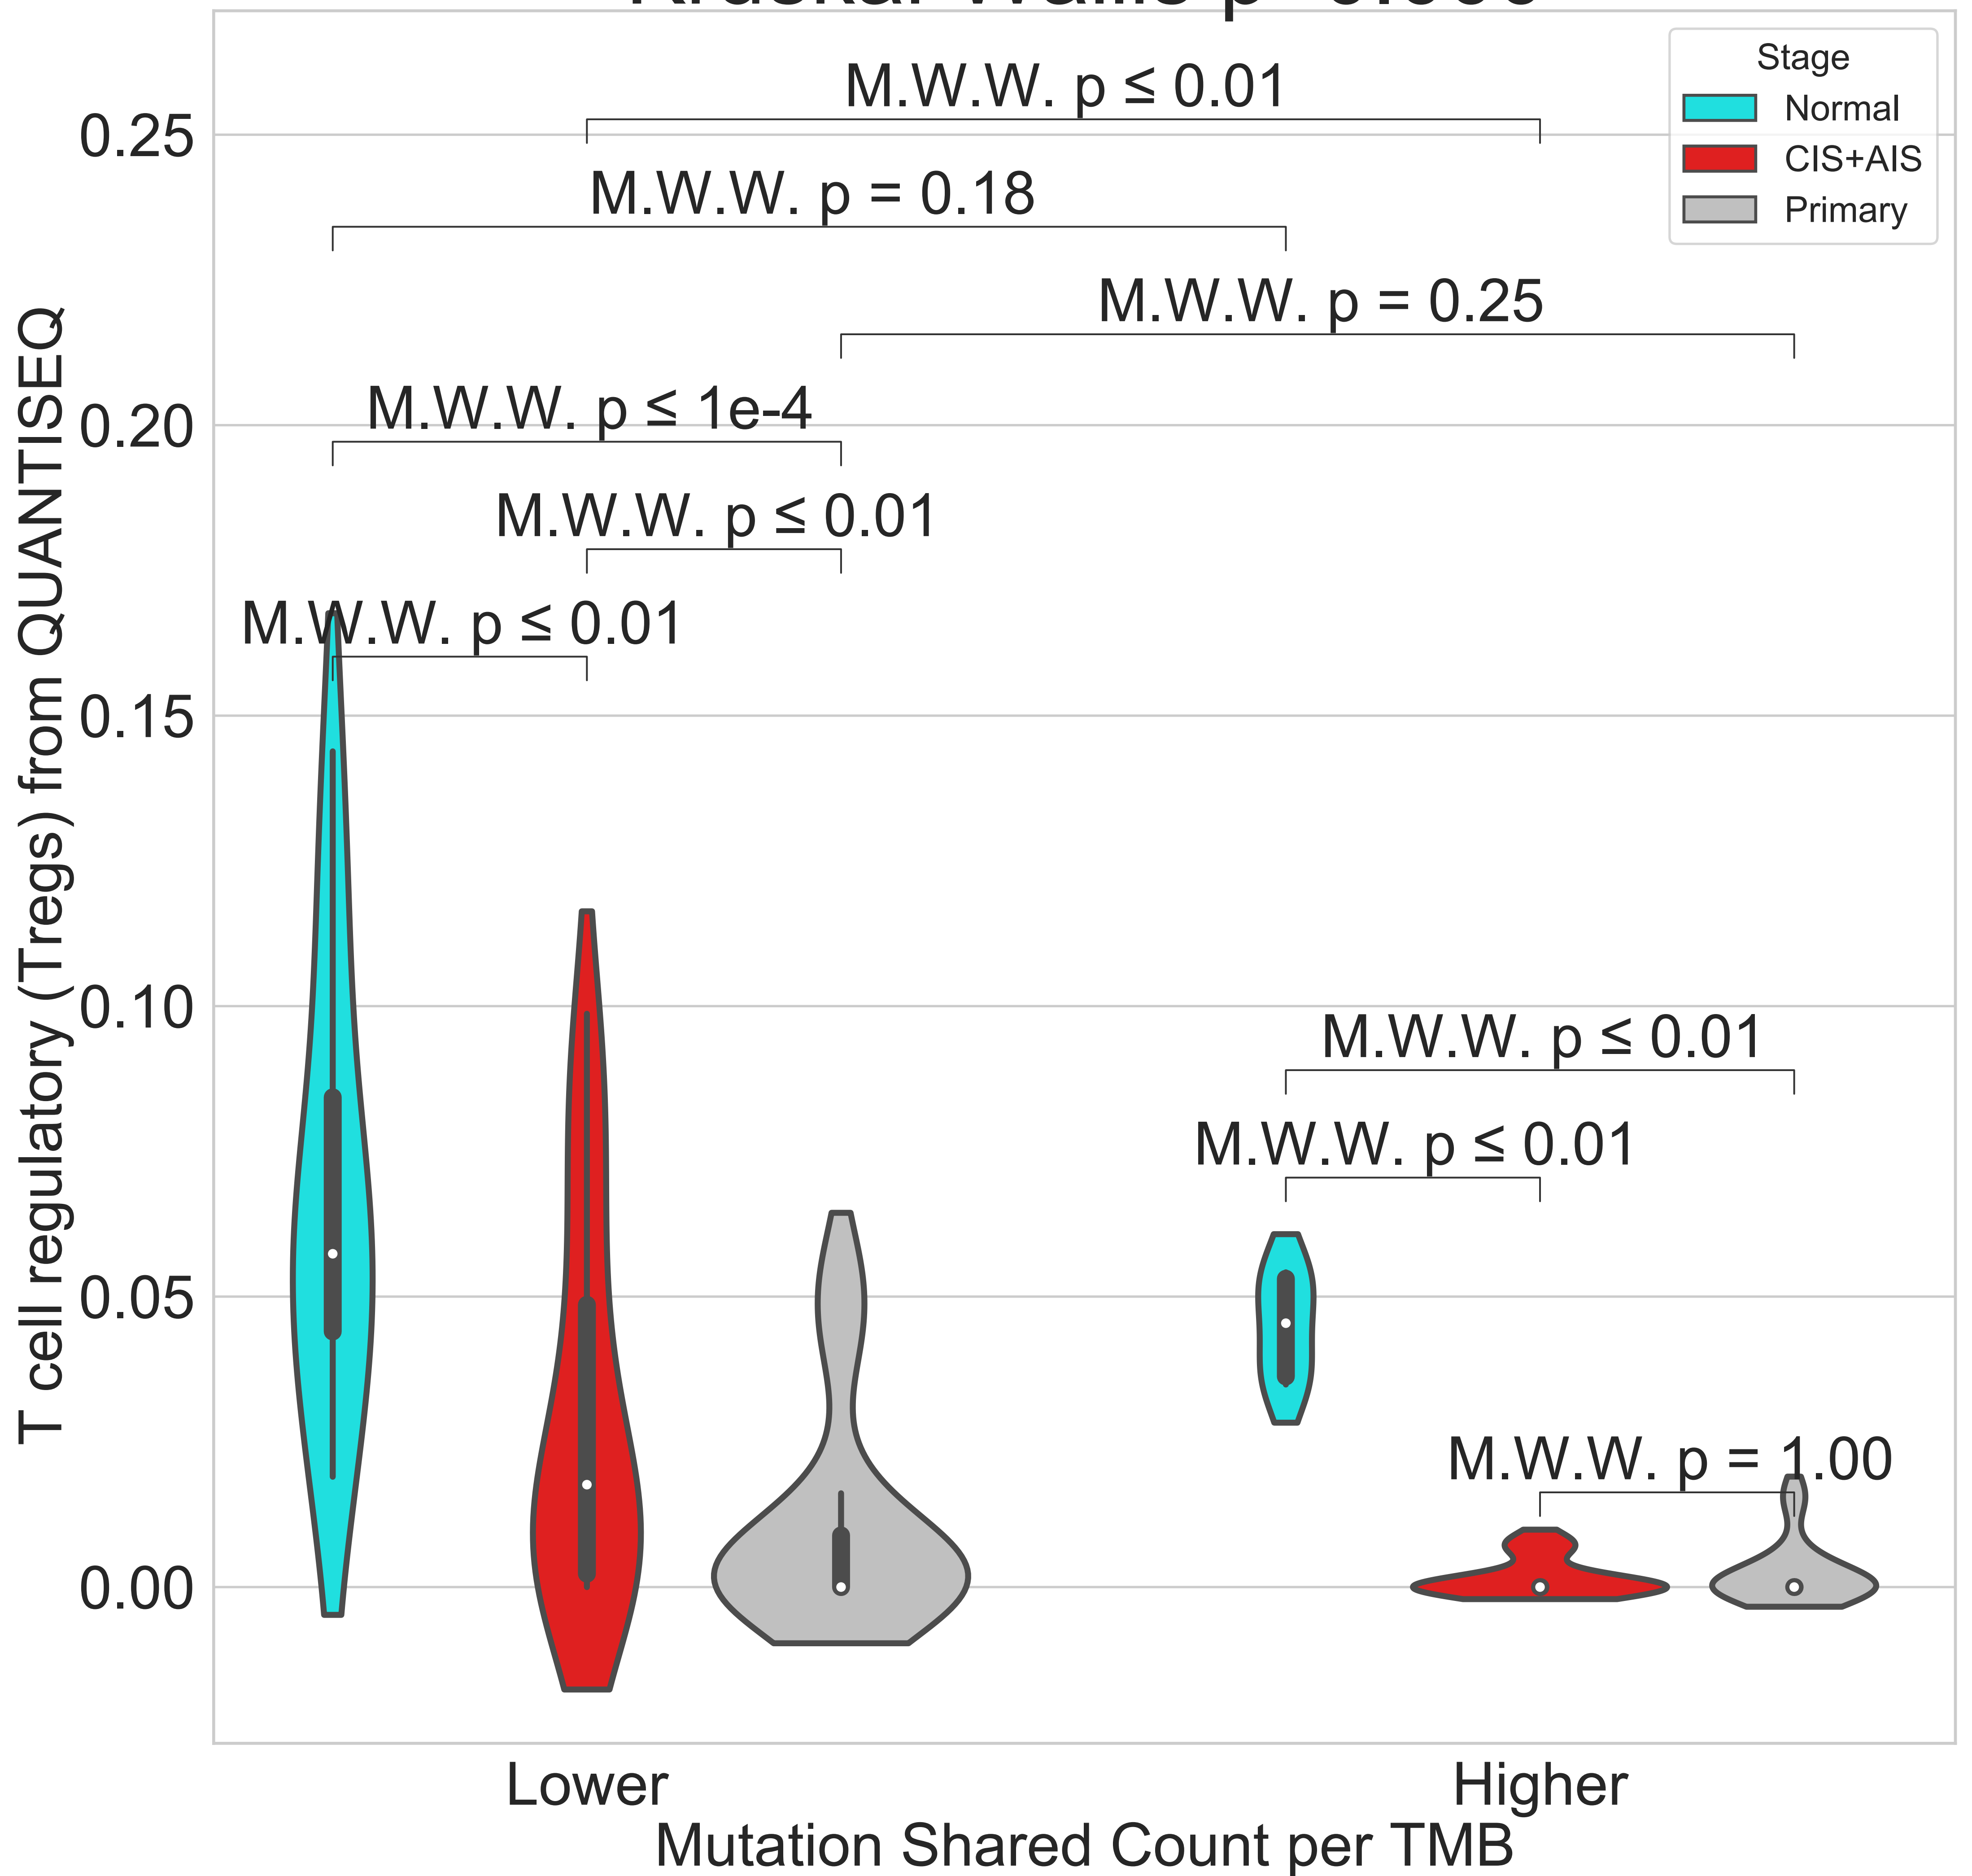 Stage
Normal
CIS+AIS
Primary
M.W.W. p ≤ 0.01
M.W.W. p = 0.18
M.W.W. p = 0.25
M.W.W. p ≤ 1e-4
M.W.W. p ≤ 0.01
M.W.W. p ≤ 0.01
M.W.W. p ≤ 0.01
M.W.W. p ≤ 0.01
M.W.W. p = 1.00
T cell regulatory (Tregs) from QUANTISEQ
0.25
0.20
0.15
0.10
0.05
0.00
Lower
Higher
Mutation Shared Count per TMB